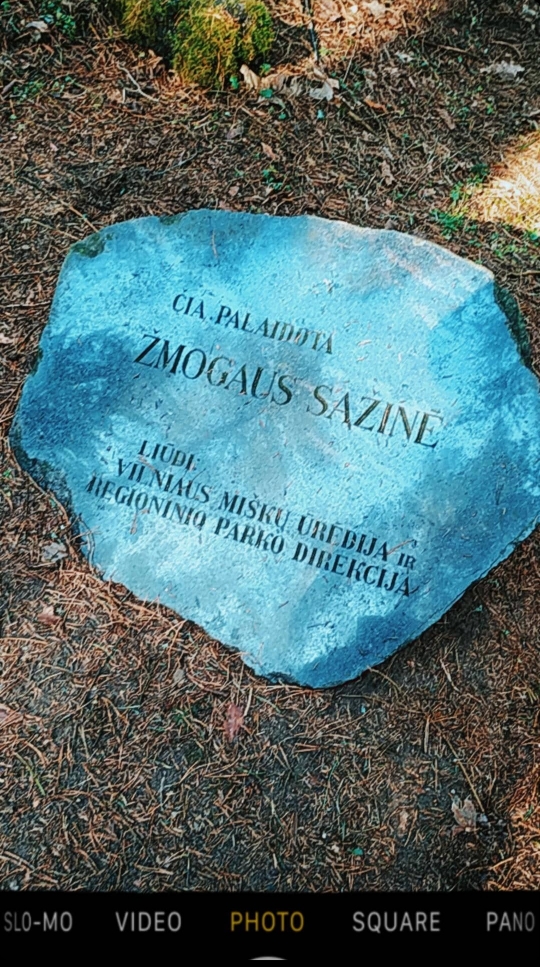 ČIA PALAIDOTA
ŽMOGAUS SĄŽINĖ
LIŪDI:
VILNIAUS MIŠKŲ URĖDIJA IR
REGIONINIO PARKO DIREKCIJA
SLO-MO VIDEO PHOTO SQUARE PANO